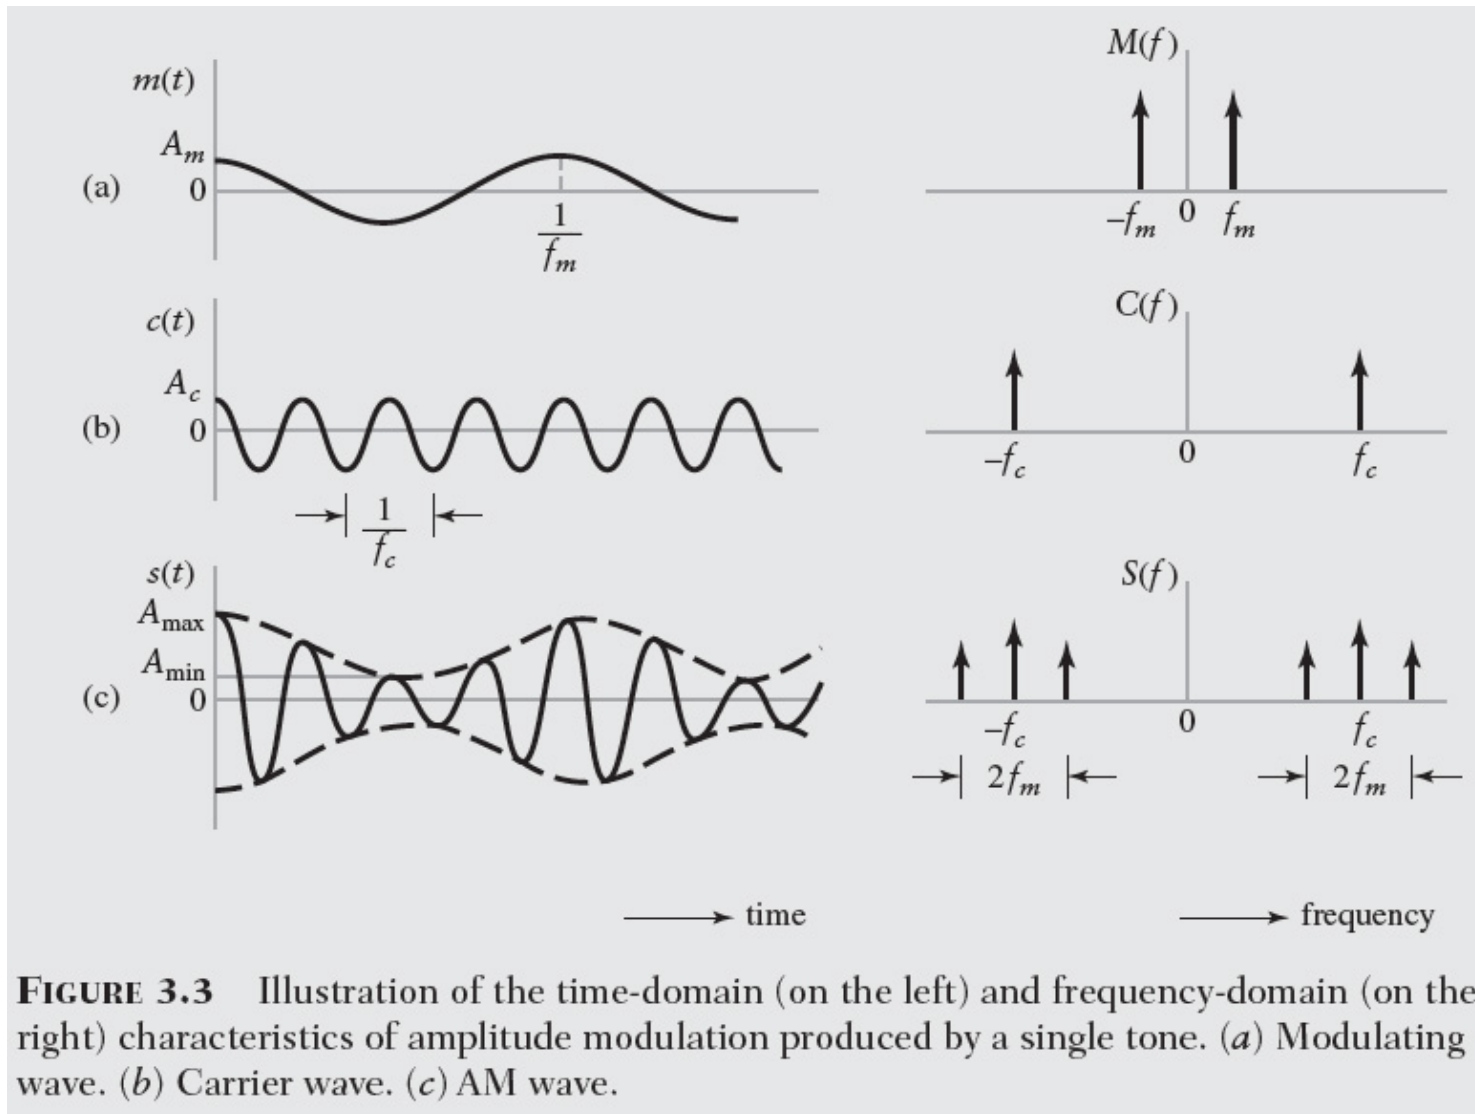 m(t)
A_m
0
(a)
1
f_m
M(f)
–f_m 0 f_m
c(t)
A_c
0
(b)
1
f_c
C(f)
–f_c 0 f_c
s(t)
A_max
A_min
0
(c)
S(f)
–f_c 0 f_c
2f_m 2f_m
time
frequency
FIGURE 3.3 Illustration of the time-domain (on the left) and frequency-domain (on the
right) characteristics of amplitude modulation produced by a single tone. (a) Modulating
wave. (b) Carrier wave. (c) AM wave.